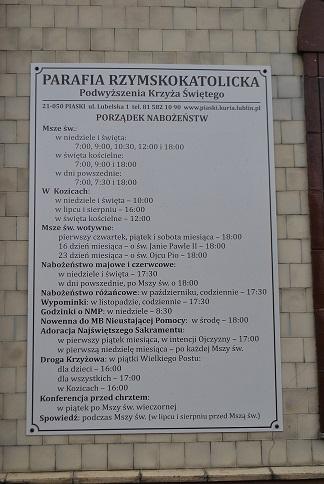 PARAFIA RZYMSKOKATOLICKA
Podwyższenia Krzyża Świętego
21-050 PIASKI ul. Lubelska 1 tel. 81 582 10 90 www.piaski.kuria.lublin.pl
PORZĄDEK NABOŻEŃSTW
Msze św.:
w niedziele i święta:
7:00, 9:00, 10:30, 12:00 i 18:00
w święta kościelne:
7:00, 9:00 i 18:00
w dni powszednie:
7:00, 7:30 i 18:00
W Kozicach:
w niedziele i święta – 10:00
w lipcu i sierpniu – 16:00
w święta kościelne – 12:00
Msze św. wotywne:
pierwszy czwartek, piątek i sobota miesiąca – 18:00
16 dzień miesiąca – o św. Janie Pawle II – 18:00
23 dzień miesiąca – o św. Ojcu Pio – 18:00
Nabożeństwo majowe i czerwcowe:
w niedziele i święta – 17:30
w dni powszednie, po Mszy św. o 18:00
Nabożeństwo różańcowe: w październiku, codziennie – 17:30
Wypominki: w listopadzie, codziennie – 17:30
Godzinki o NMP: w niedziele – 8:30
Nowenna do MB Nieustającej Pomocy: w środę – 18:00
Adoracja Najświętszego Sakramentu:
w pierwszy piątek miesiąca, w intencji Ojczyzny – 17:00
w pierwszą niedzielę miesiąca – po każdej Mszy św.
Droga Krzyżowa: w piątki Wielkiego Postu:
dla dzieci – 16:00
dla wszystkich – 17:00
w Kozicach – 16:00
Konferencja przed chrztem:
w piątek po Mszy św. wieczornej
Spowiedź: podczas Mszy św. (w lipcu i sierpniu przed Mszą św.)